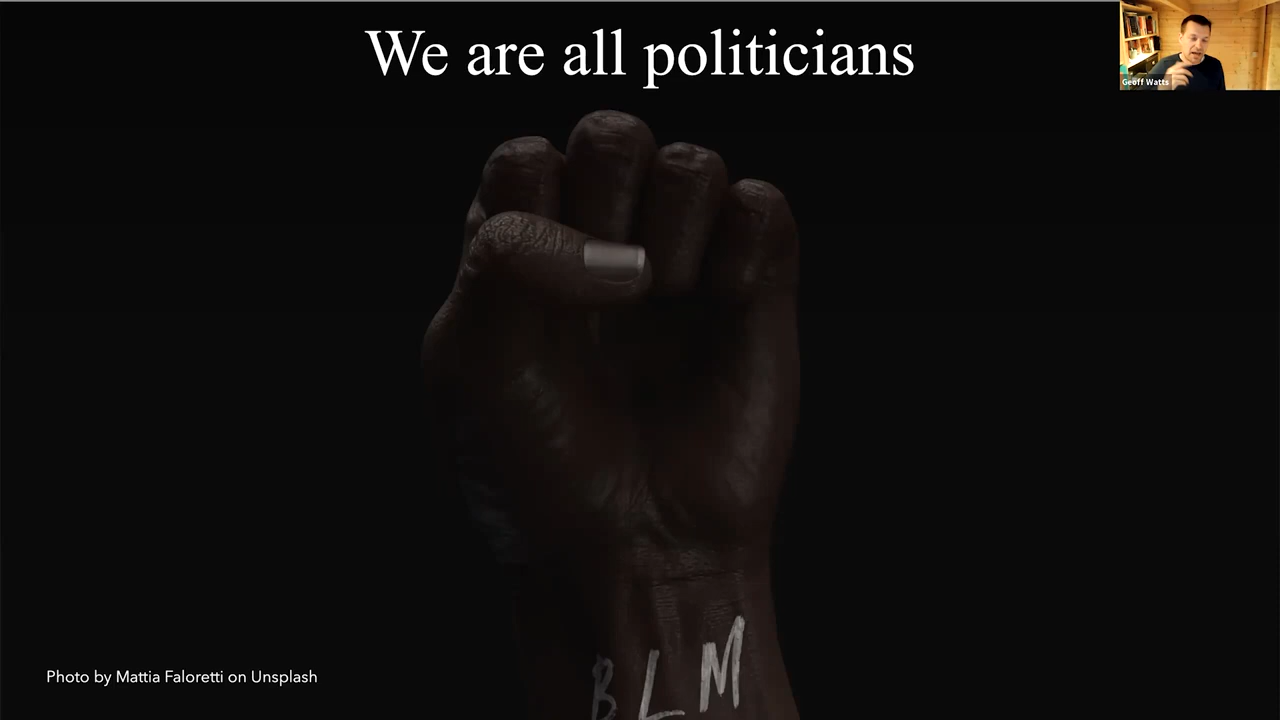 We are all politicians
Geoff Watts
BLM
Photo by Mattia Faloretti on Unsplash